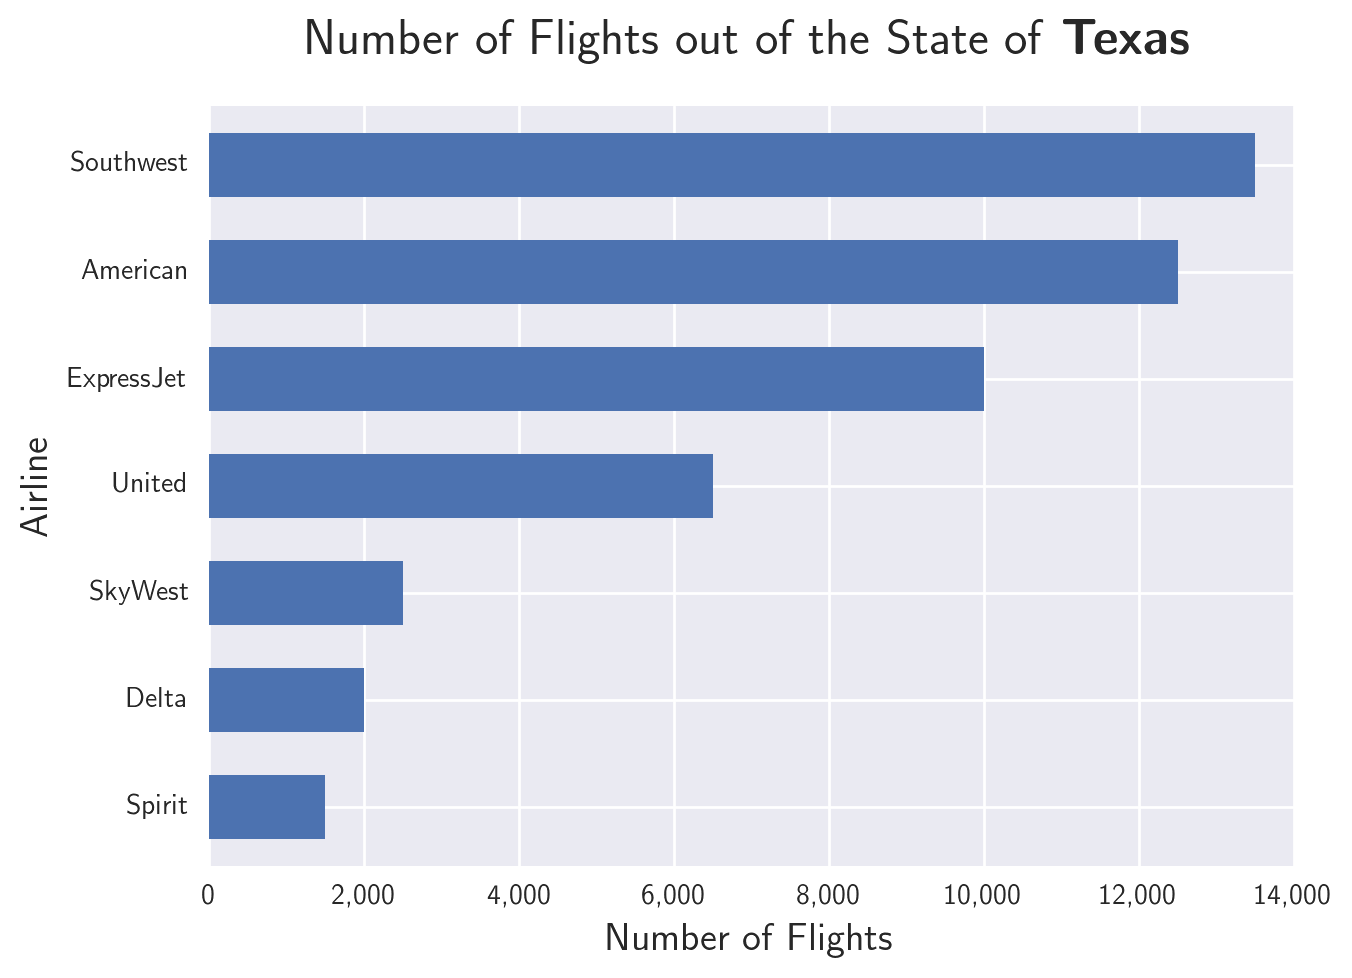 Number of Flights out of the State of Texas
Southwest
American
ExpressJet
United
SkyWest
Delta
Spirit
Airline
0 2,000 4,000 6,000 8,000 10,000 12,000 14,000
Number of Flights